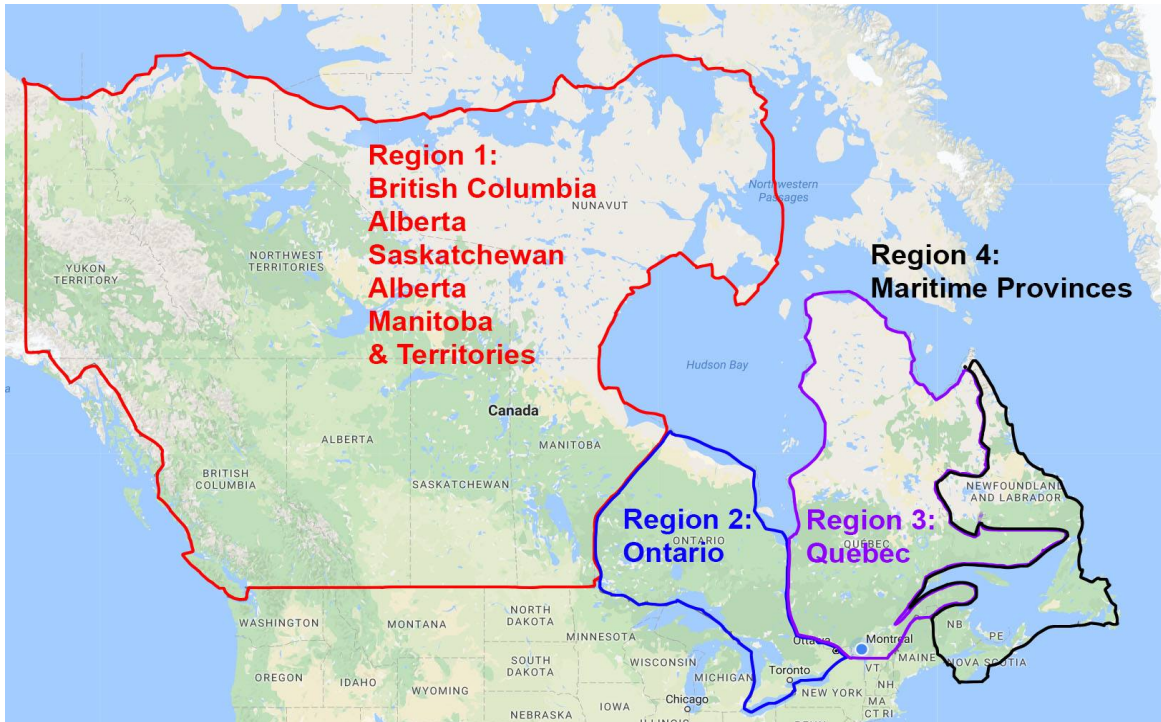 Region 1:
British Columbia
Alberta
Saskatchewan
Alberta
Manitoba
& Territories
Northwestern
Passages
NUNAVUT
NORTHWEST
TERRITORIES
YUKON
TERRITORY
Region 4:
Maritime Provinces
Hudson Bay
a
Canada
ALBERTA
MANITOBA
BRITISH
COLUMBIA
SASKATCHEWAN
NEWFOUNDLAND
AND LABRADOR
Region 2:
Ontario
ONTARIO
Region 3:
Quebec
QUEBEC
WASHINGTON
MONTANA
NORTH
DAKOTA
MINNESOTA
Ottawa
Montreal
NB
PE
NOVA SCOTIA
MAINE
VT
NH
MA
CT RI
OREGON
IDAHO
WYOMING
SOUTH
DAKOTA
WISCONSIN
MICHIGAN
Toronto
NEW YORK
Chicago
IOWA
NEBRASKA